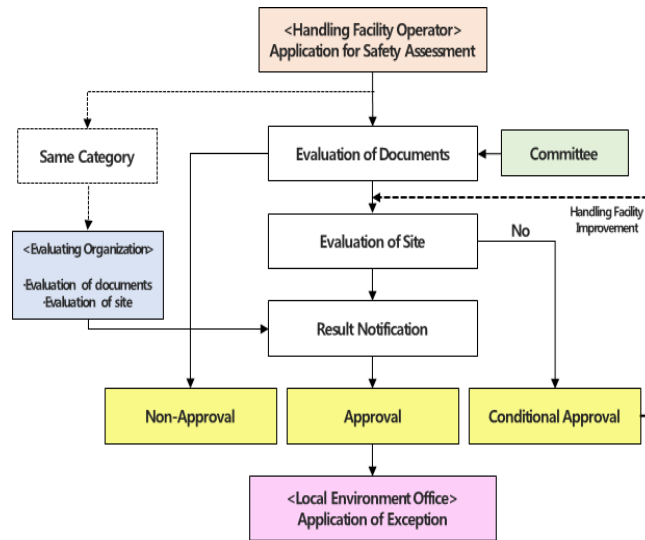 <Handling Facility Operator>
Application for Safety Assessment
Same Category
Evaluation of Documents
Committee
Handling Facility
Improvement
<Evaluating Organization>
·Evaluation of documents
·Evaluation of site
Evaluation of Site
No
Result Notification
Non-Approval
Approval
Conditional Approval
<Local Environment Office>
Application of Exception